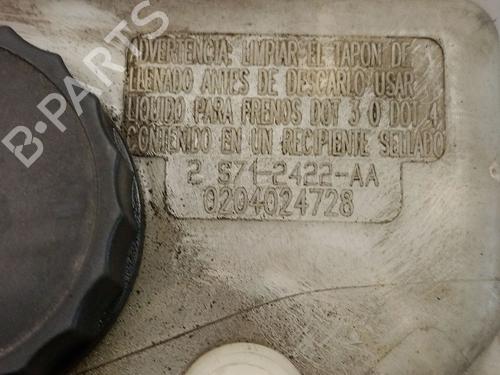 B-PARTS
ADVERTENCIA: LIMPIAR EL TAPON DE
LLENADO ANTES DE DESCARLO, USAR
LIQUIDO PARA FRENOS DOT 3 O DOT 4
CONTENIDO EN UN RECIPIENTE SELLADO
2 S71-2422-AA
0204024728